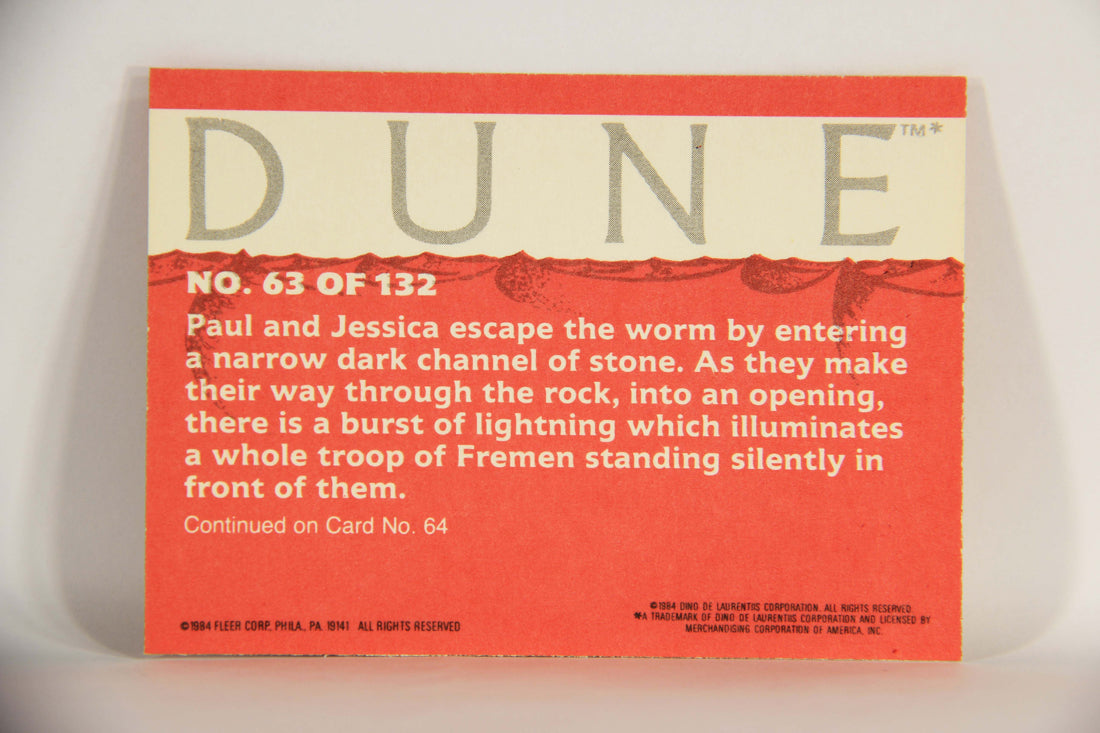 DUNE™*
NO. 63 OF 132
Paul and Jessica escape the worm by entering
a narrow dark channel of stone. As they make
their way through the rock, into an opening,
there is a burst of lightning which illuminates
a whole troop of Fremen standing silently in
front of them.
Continued on Card No. 64
©1984 FLEER CORP. PHILA., PA. 19141 ALL RIGHTS RESERVED
©1984 DINO DE LAURENTIIS CORPORATION. ALL RIGHTS RESERVED.
*A TRADEMARK OF DINO DE LAURENTIIS CORPORATION AND LICENSED BY
MERCHANDISING CORPORATION OF AMERICA, INC.